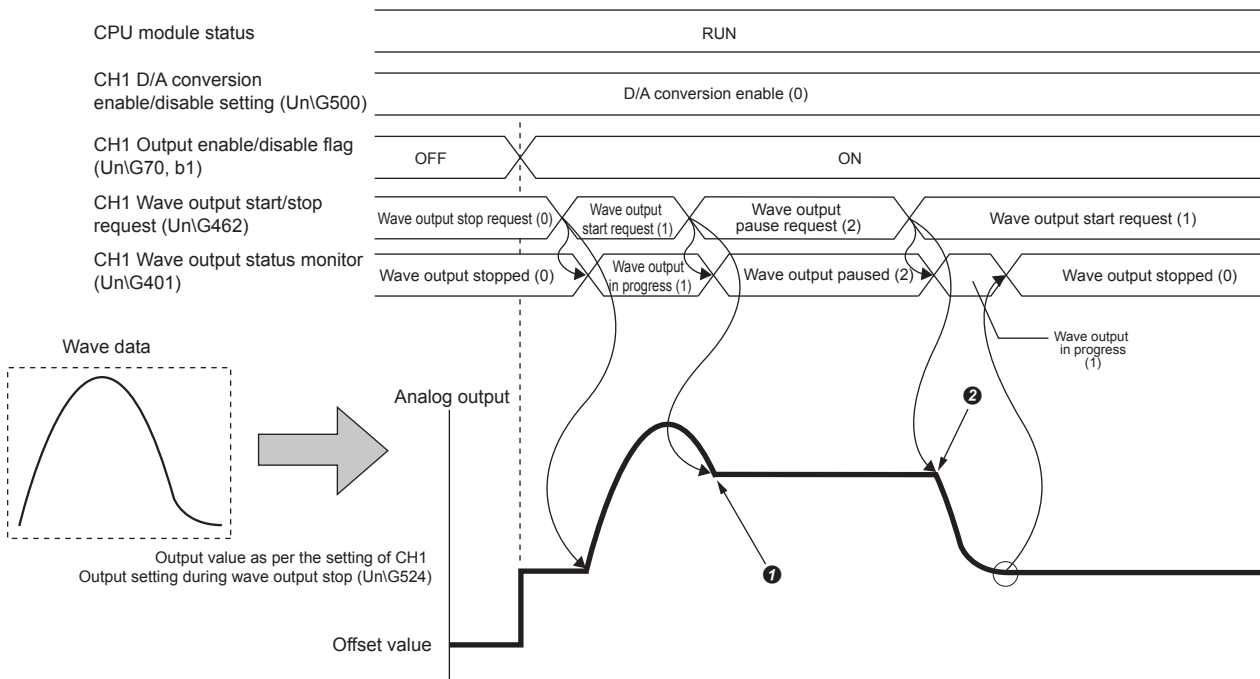 CPU module status
RUN
CH1 D/A conversion
enable/disable setting (Un\G500)
D/A conversion enable (0)
CH1 Output enable/disable flag
(Un\G70, b1)
OFF
ON
CH1 Wave output start/stop
request (Un\G462)
Wave output stop request (0)
Wave output
start request (1)
Wave output
pause request (2)
Wave output start request (1)
CH1 Wave output status monitor
(Un\G401)
Wave output stopped (0)
Wave output
in progress (1)
Wave output paused (2)
Wave output stopped (0)
Wave output
in progress
(1)
Wave data
Analog output
❷
❶
Output value as per the setting of CH1
Output setting during wave output stop (Un\G524)
Offset value